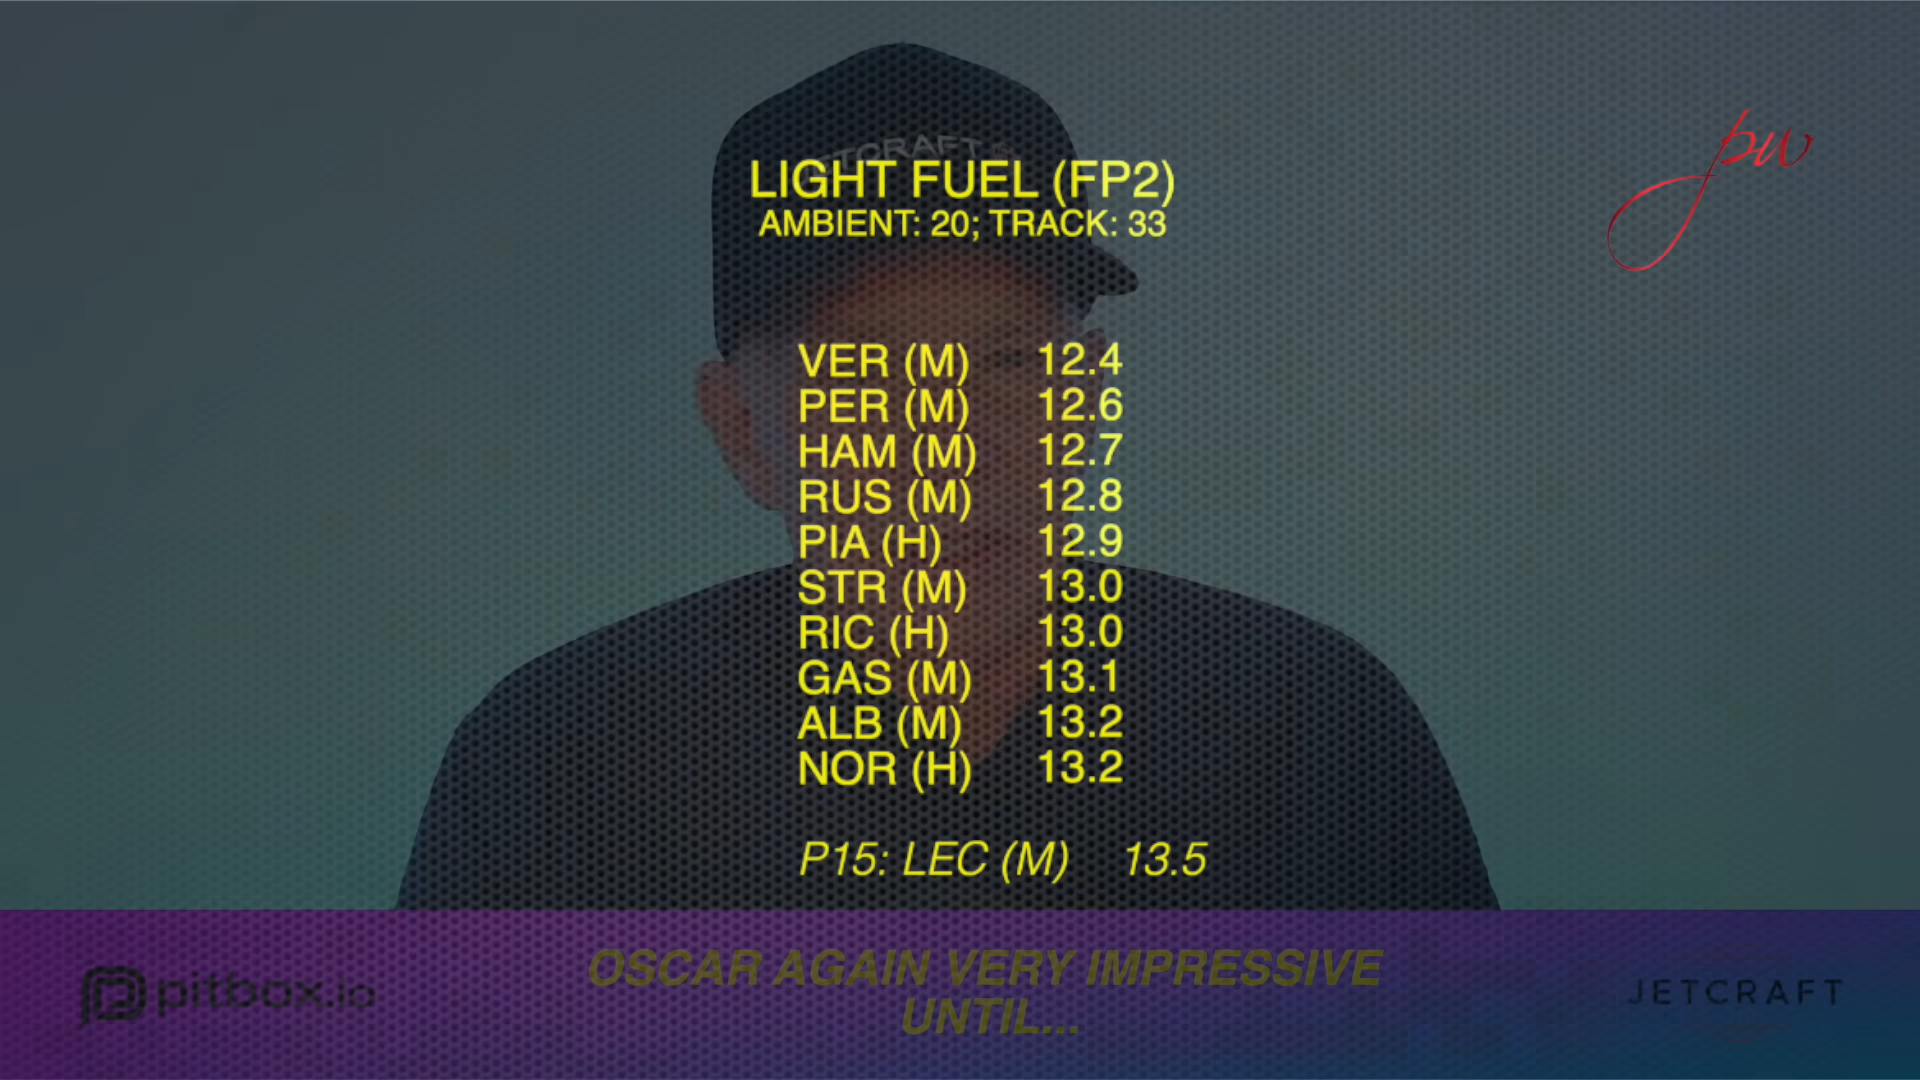 TCRAFT
pw
LIGHT FUEL (FP2)
AMBIENT: 20; TRACK: 33
VER (M) 12.4
PER (M) 12.6
HAM (M) 12.7
RUS (M) 12.8
PIA (H) 12.9
STR (M) 13.0
RIC (H) 13.0
GAS (M) 13.1
ALB (M) 13.2
NOR (H) 13.2
P15: LEC (M) 13.5
OSCAR AGAIN VERY IMPRESSIVE
UNTIL...
pitbox.io
JETCRAFT